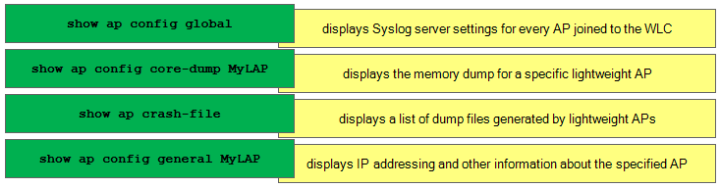 show ap config global
displays Syslog server settings for every AP joined to the WLC
show ap config core-dump MyLAP
displays the memory dump for a specific lightweight AP
show ap crash-file
displays a list of dump files generated by lightweight APs
show ap config general MyLAP
displays IP addressing and other information about the specified AP